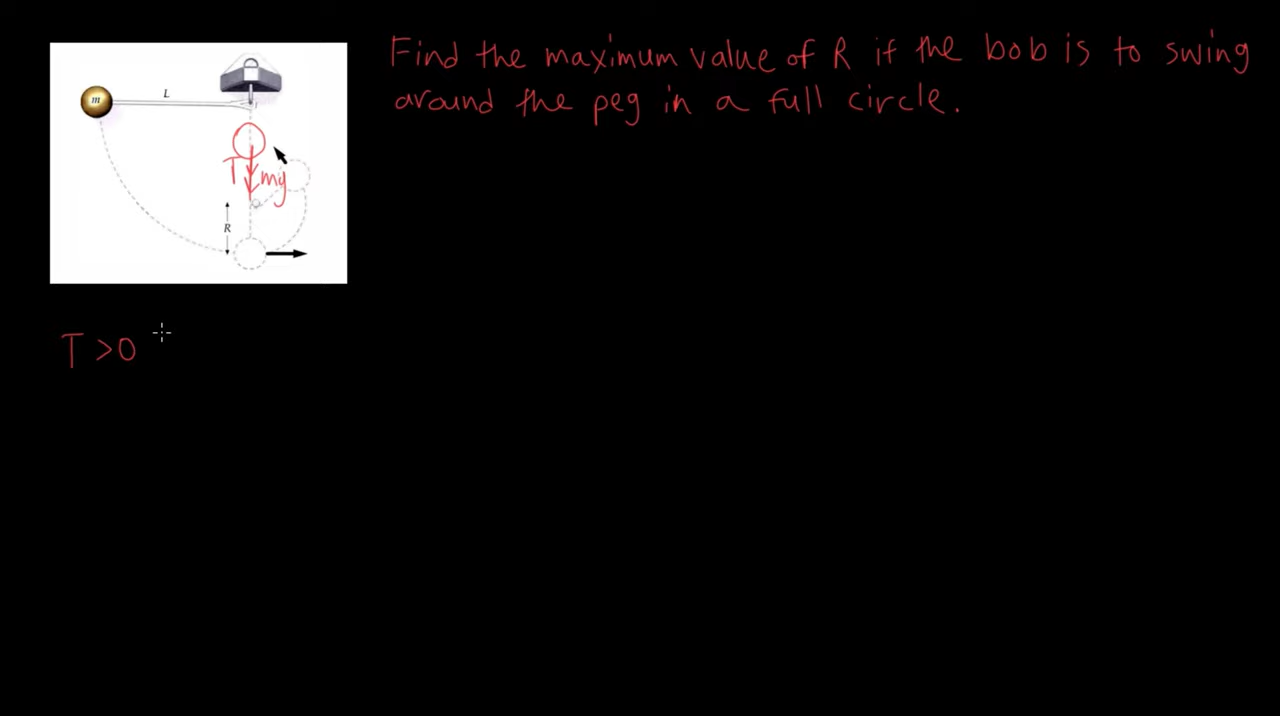 Find the maximum value of R if the bob is to swing
around the peg in a full circle.
m
L
T
mg
R
T >0